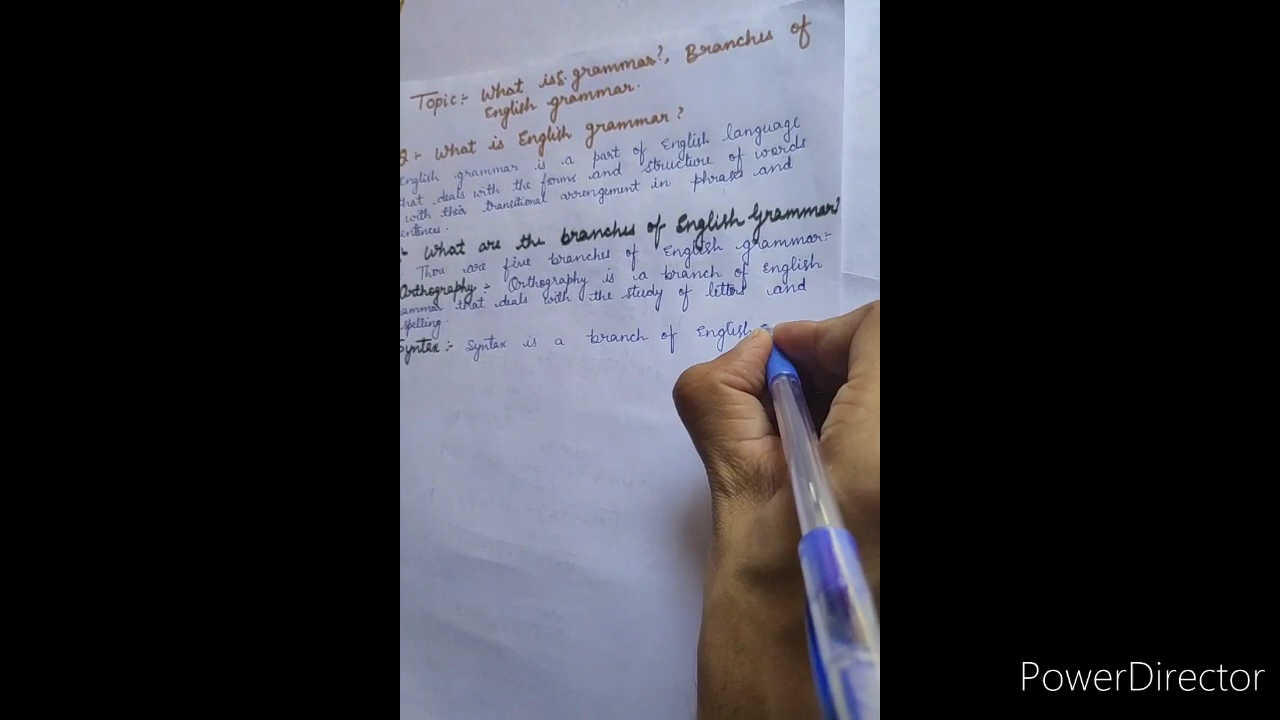 Topic:- What is grammar?, Branches of
English grammar.
Q:- What is English grammar?
English grammar is a part of English language
that deals with the forms and structure of words
with their transitional arrengement in phrases and
entences.
:- What are the branches of English Grammar?
: There are five branches of English grammar:-
Orthography:- Orthography is a branch of English
ammar that deals with the study of letters and
spelling.
Syntax:- Syntax is a branch of English
PowerDirector